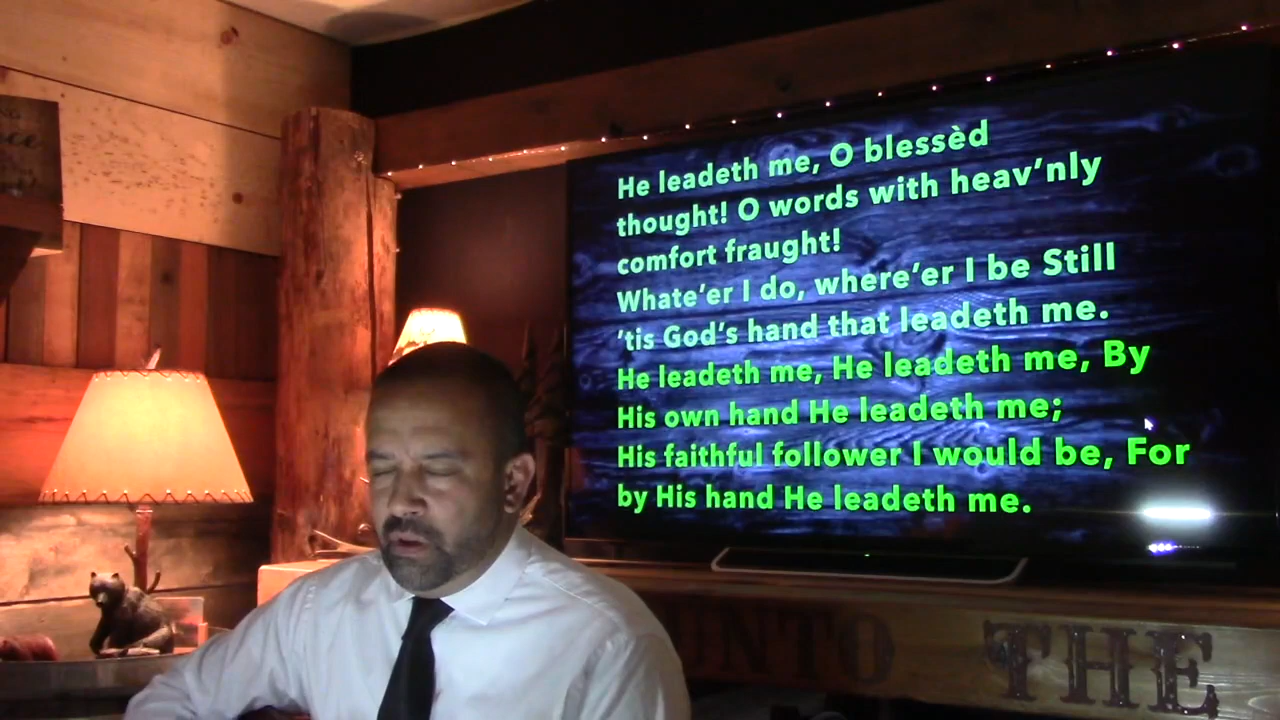 He leadeth me, O blessèd
thought! O words with heav’nly
comfort fraught!
Whate’er I do, where’er I be Still
’tis God’s hand that leadeth me.
He leadeth me, He leadeth me, By
His own hand He leadeth me;
His faithful follower I would be, For
by His hand He leadeth me.
UNTO THE